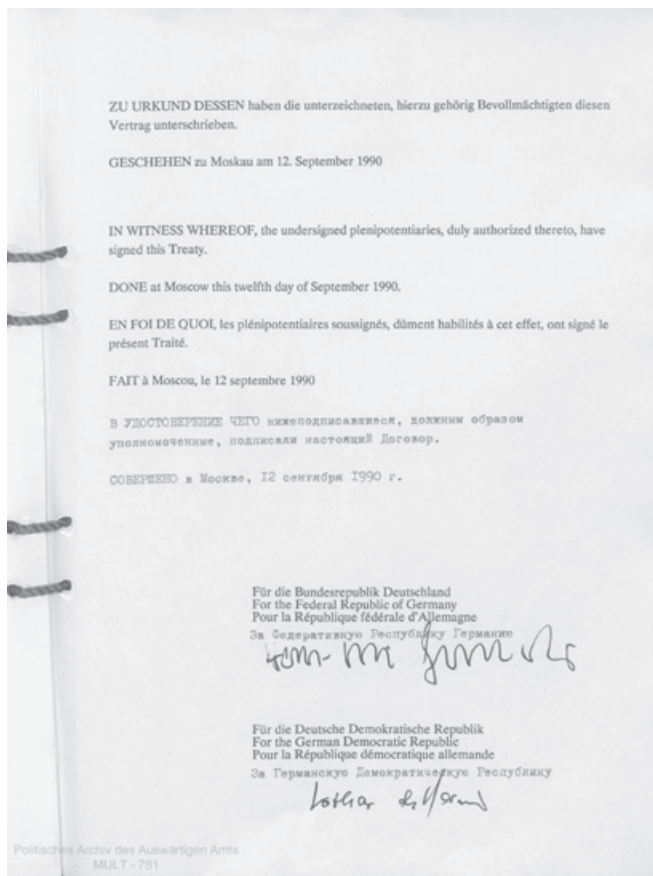 ZU URKUND DESSEN haben die unterzeichneten, hierzu gehörig Bevollmächtigten diesen
Vertrag unterschrieben.
GESCHEHEN zu Moskau am 12. September 1990
IN WITNESS WHEREOF, the undersigned plenipotentiaries, duly authorized thereto, have
signed this Treaty.
DONE at Moscow this twelfth day of September 1990.
EN FOI DE QUOI, les plénipotentiaires soussignés, dûment habilités à cet effet, ont signé le
présent Traité.
FAIT à Moscou, le 12 septembre 1990
В УДОСТОВЕРЕНИЕ ЧЕГО нижеподписавшиеся, должным образом
уполномоченные, подписали настоящий Договор.
СОВЕРШЕНО в Москве, 12 сентября 1990 г.
Für die Bundesrepublik Deutschland
For the Federal Republic of Germany
Pour la République fédérale d'Allemagne
За Федеративную Республику Германию
Für die Deutsche Demokratische Republik
For the German Democratic Republic
Pour la République démocratique allemande
За Германскую Демократическую Республику
Lothar de
Politisches Archiv des Auswärtigen Amts
MULT - 781